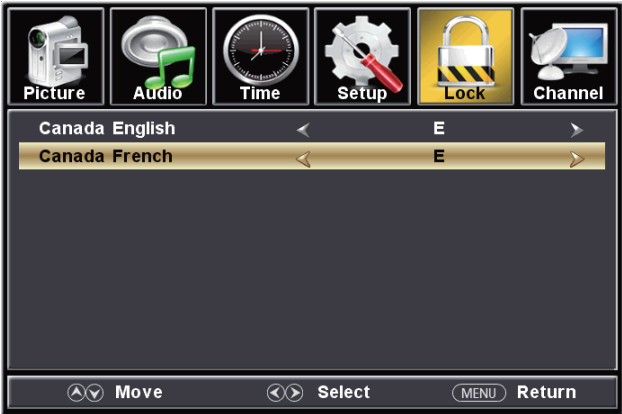 Picture Audio Time Setup Lock Channel
Canada English E
Canada French E
Move Select MENU Return